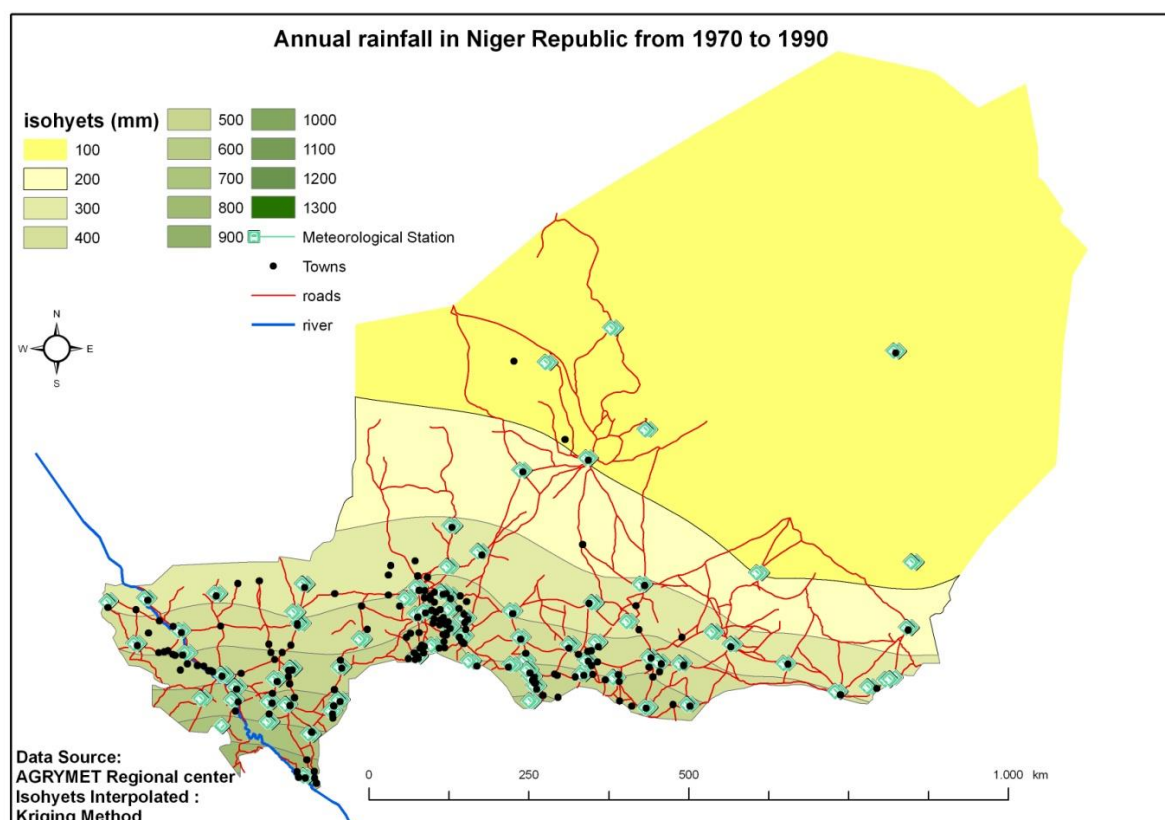 Annual rainfall in Niger Republic from 1970 to 1990
isohyets (mm)
100
200
300
400
500
600
700
800
900
1000
1100
1200
1300
Meteorological Station
Towns
roads
river
N
W E
S
Data Source:
AGRYMET Regional center
Isohyets Interpolated :
Kriging Method
0 250 500 1.000 km